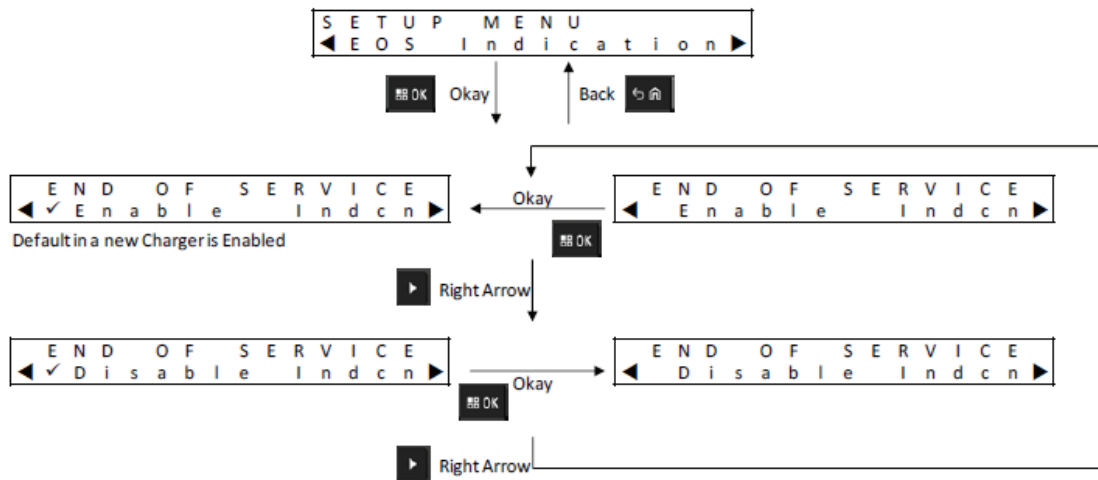 SETUP MENU
◀EOS Indication▶
OK Okay Back
END OF SERVICE
◀✓Enable Indcn▶
Okay
END OF SERVICE
◀ Enable Indcn▶
Default in a new Charger is Enabled
OK
Right Arrow
END OF SERVICE
◀✓Disable Indcn▶
Okay
OK
END OF SERVICE
◀ Disable Indcn▶
Right Arrow